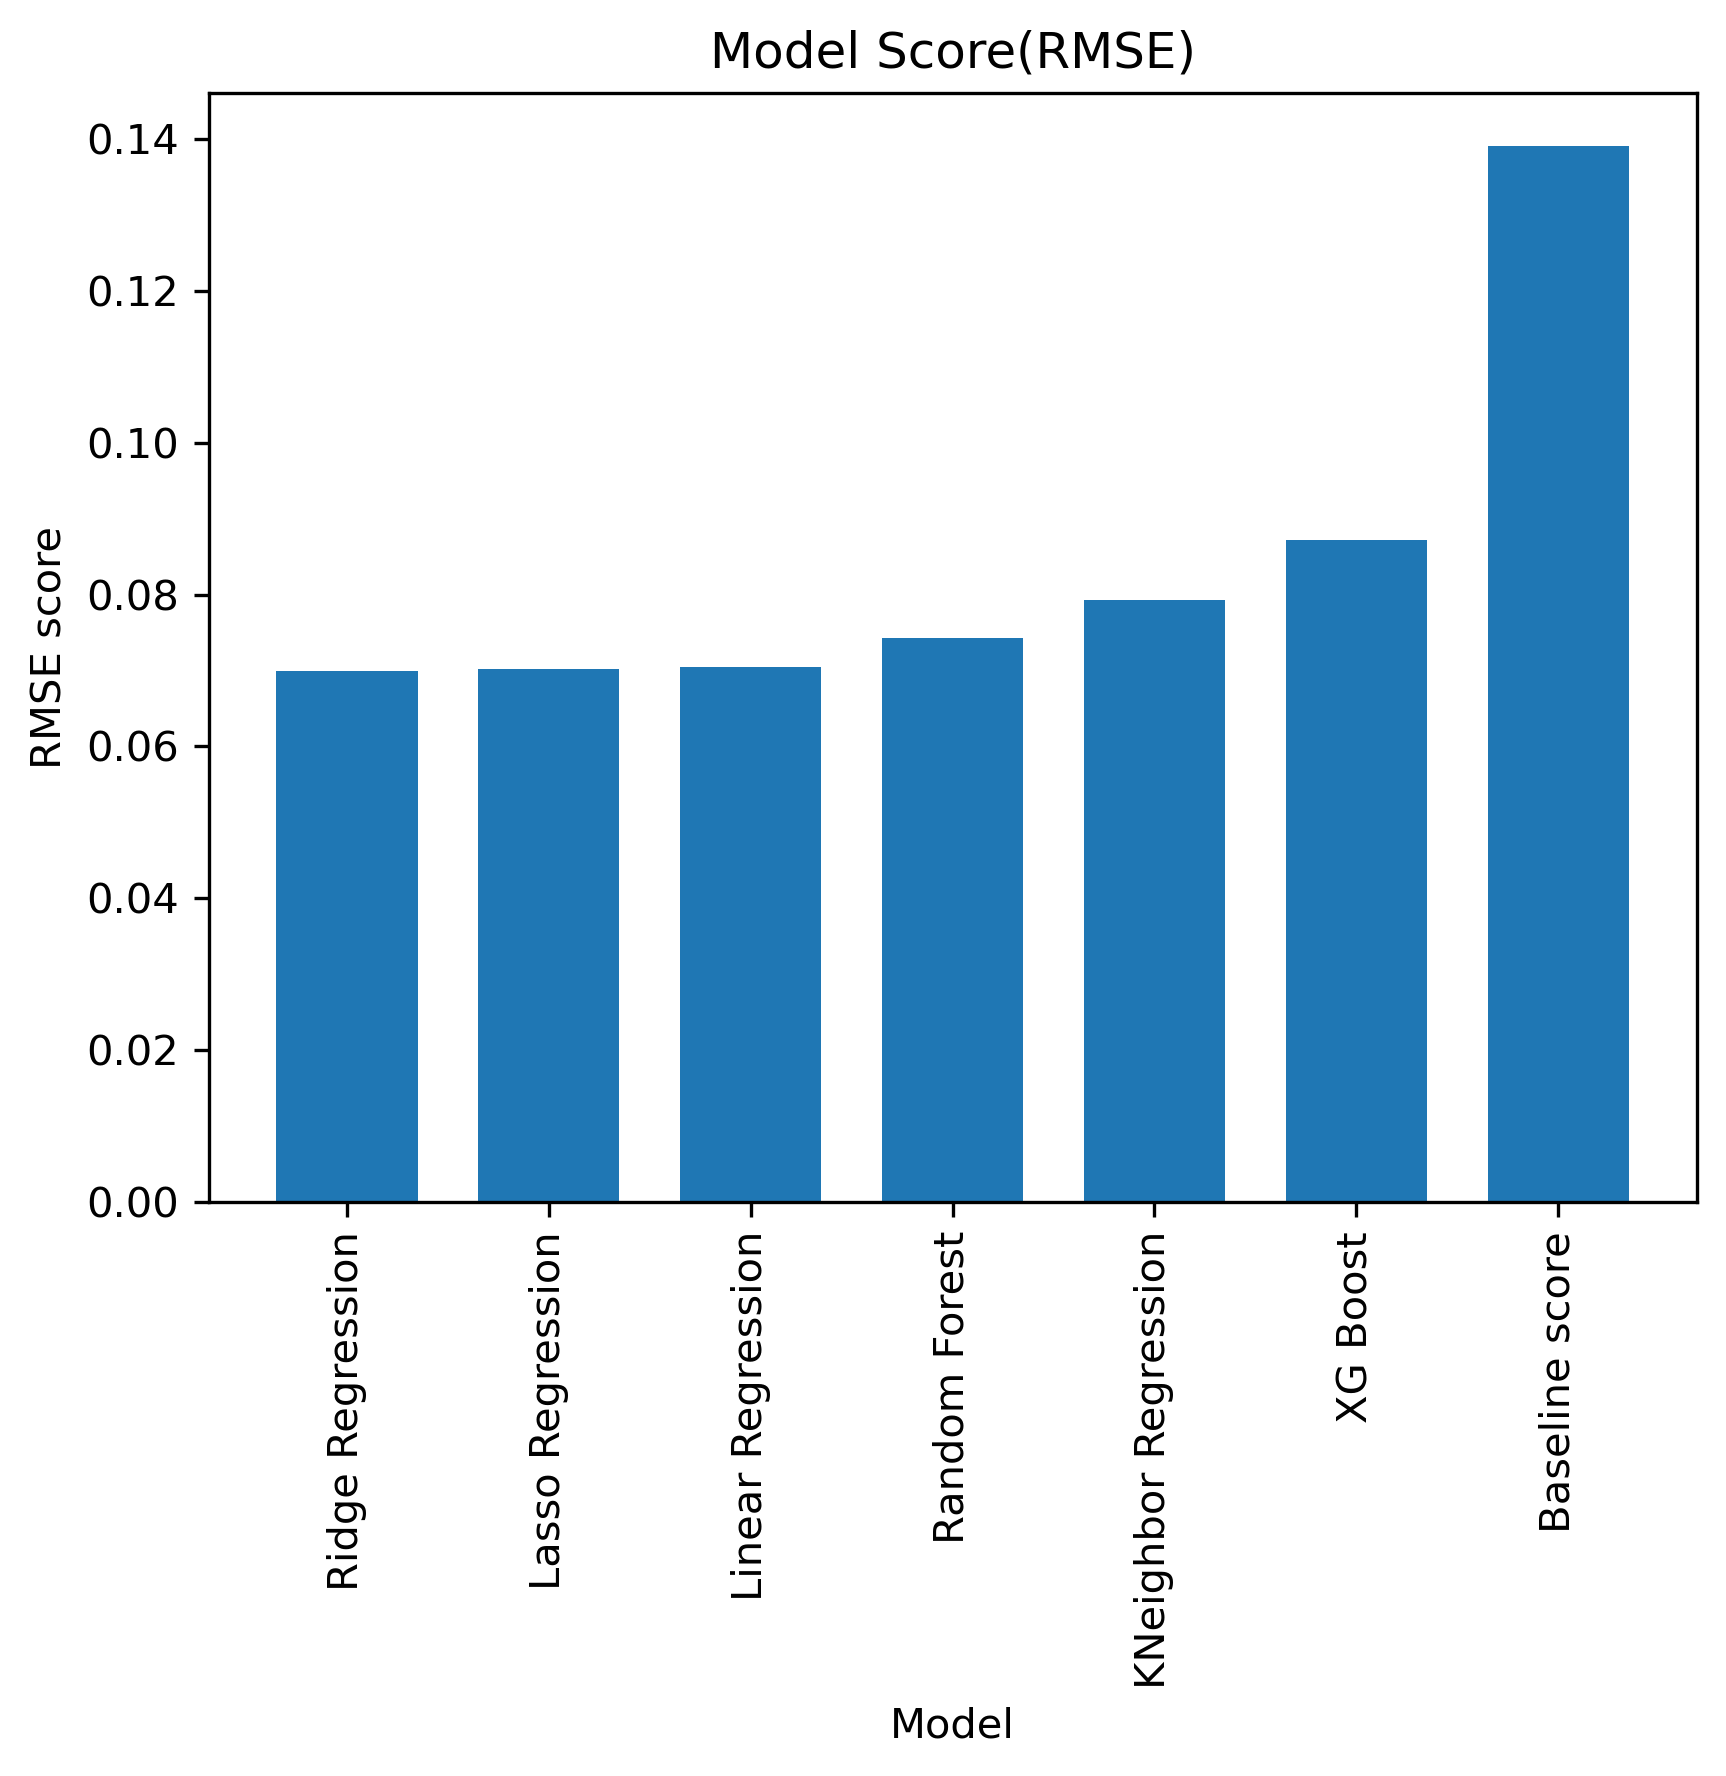 Model Score(RMSE)
RMSE score
0.14
0.12
0.10
0.08
0.06
0.04
0.02
0.00
Ridge Regression
Lasso Regression
Linear Regression
Random Forest
KNeighbor Regression
XG Boost
Baseline score
Model